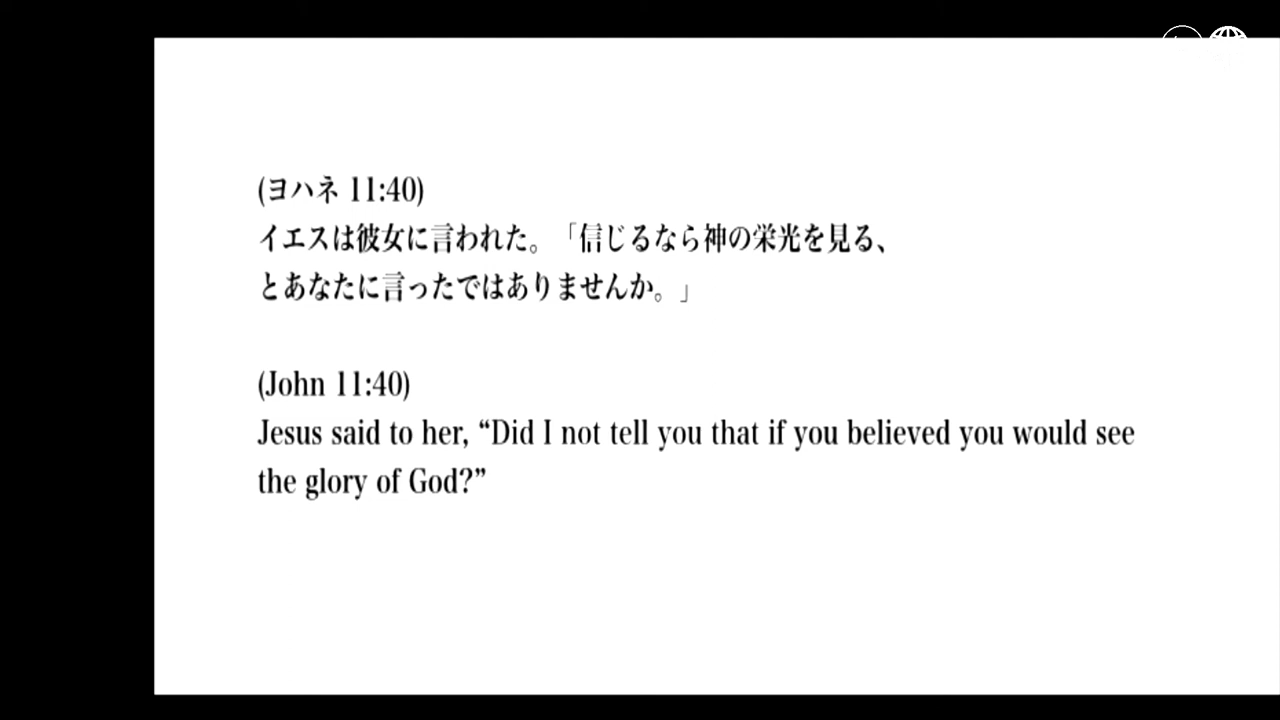 (ヨハネ 11:40)
イエスは彼女に言われた。「信じるなら神の栄光を見る、
とあなたに言ったではありませんか。」
(John 11:40)
Jesus said to her, “Did I not tell you that if you believed you would see
the glory of God?”